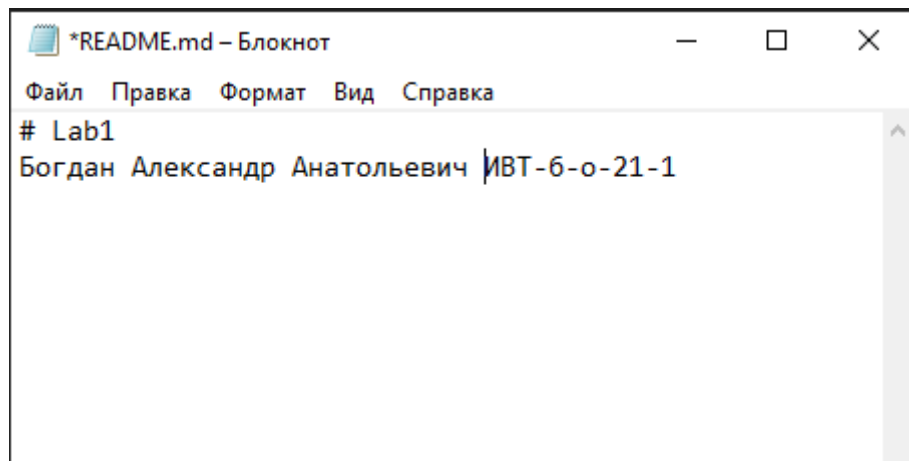 *README.md – Блокнот
Файл Правка Формат Вид Справка
# Lab1
Богдан Александр Анатольевич ИВТ-б-о-21-1